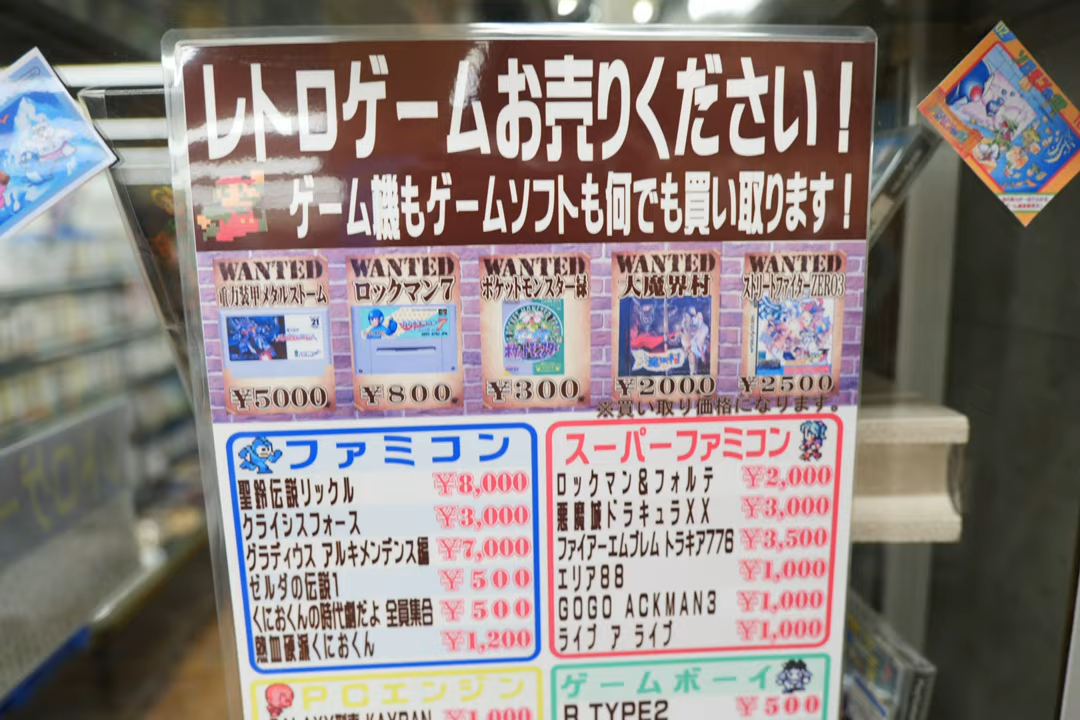 レトロゲームお売りください！
ゲーム機もゲームソフトも何でも買い取ります！
WANTED WANTED WANTED WANTED WANTED
重力装甲メタルストーム ロックマン7 ポケットモンスター緑 大魔界村 ストリートファイターZERO3
¥5000 ¥800 ¥300 ¥2000 ¥2500
※買い取り価格になります。
ファミコン
聖鈴伝説リックル ¥8,000
クライシスフォース ¥3,000
グラディウス アルキメンデンス編 ¥7,000
ゼルダの伝説1 ¥500
くにおくんの時代劇だよ 全員集合 ¥500
熱血硬派くにおくん ¥1,200
スーパーファミコン
ロックマン&フォルテ ¥2,000
悪魔城ドラキュラXX ¥3,000
ファイアーエムブレム トラキア776 ¥3,500
エリア88 ¥1,000
GOGO ACKMAN3 ¥1,000
ライブ ア ライブ ¥1,000
PCエンジン
¥1,000
ゲームボーイ
R TYPE2 ¥500